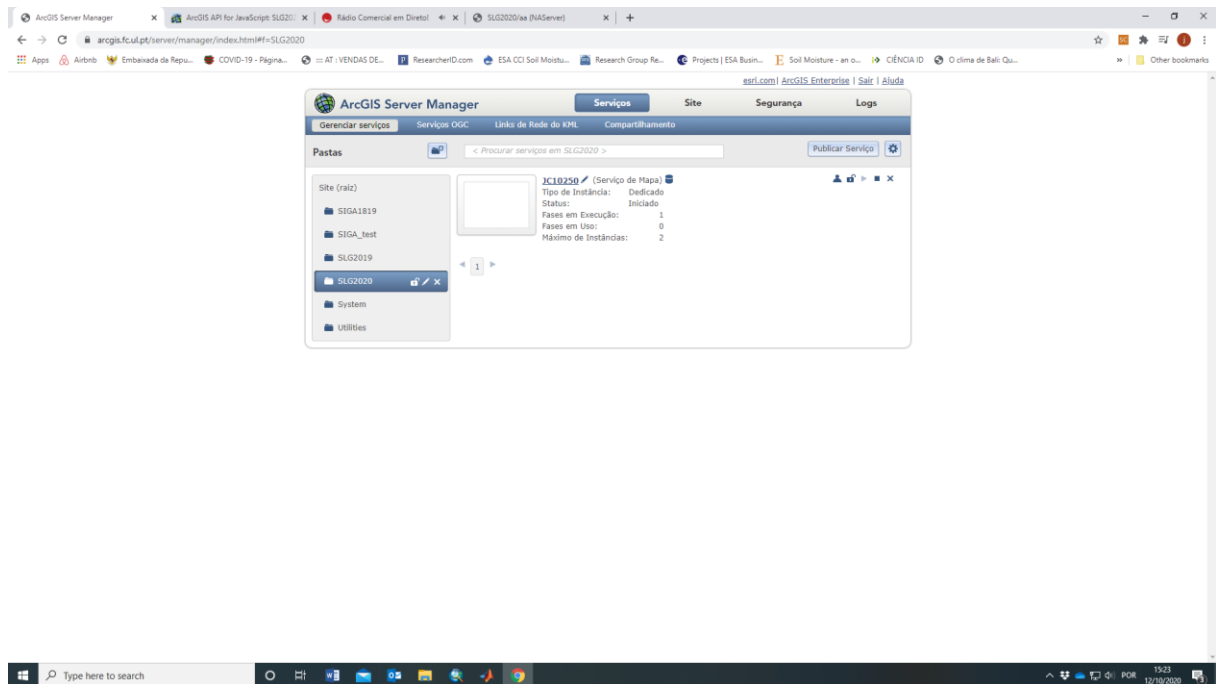 ArcGIS Server Manager
ArcGIS API for JavaScript: SLG20
Rádio Comercial em Direto!
SLG2020/aa (NAServer)
arcgis.fc.ul.pt/server/manager/index.html#f=SLG2020
Apps
Airbnb
Embaixada da Repu...
COVID-19 - Página...
::: AT : VENDAS DE...
ResearcherID.com
ESA CCI Soil Moistu...
Research Group Re...
Projects | ESA Busin...
Soil Moisture - an o...
CIÊNCIA ID
O clima de Bali: Qu...
Other bookmarks
esri.com| ArcGIS Enterprise | Sair | Ajuda
ArcGIS Server Manager
Serviços
Site
Segurança
Logs
Gerenciar serviços
Serviços OGC
Links de Rede do KML
Compartilhamento
Pastas
< Procurar serviços em SLG2020 >
Publicar Serviço
Site (raiz)
SIGA1819
SIGA_test
SLG2019
SLG2020
System
Utilities
JC10250 (Serviço de Mapa)
Tipo de Instância: Dedicado
Status: Iniciado
Fases em Execução: 1
Fases em Uso: 0
Máximo de Instâncias: 2
1
Type here to search
POR
15:23
12/10/2020